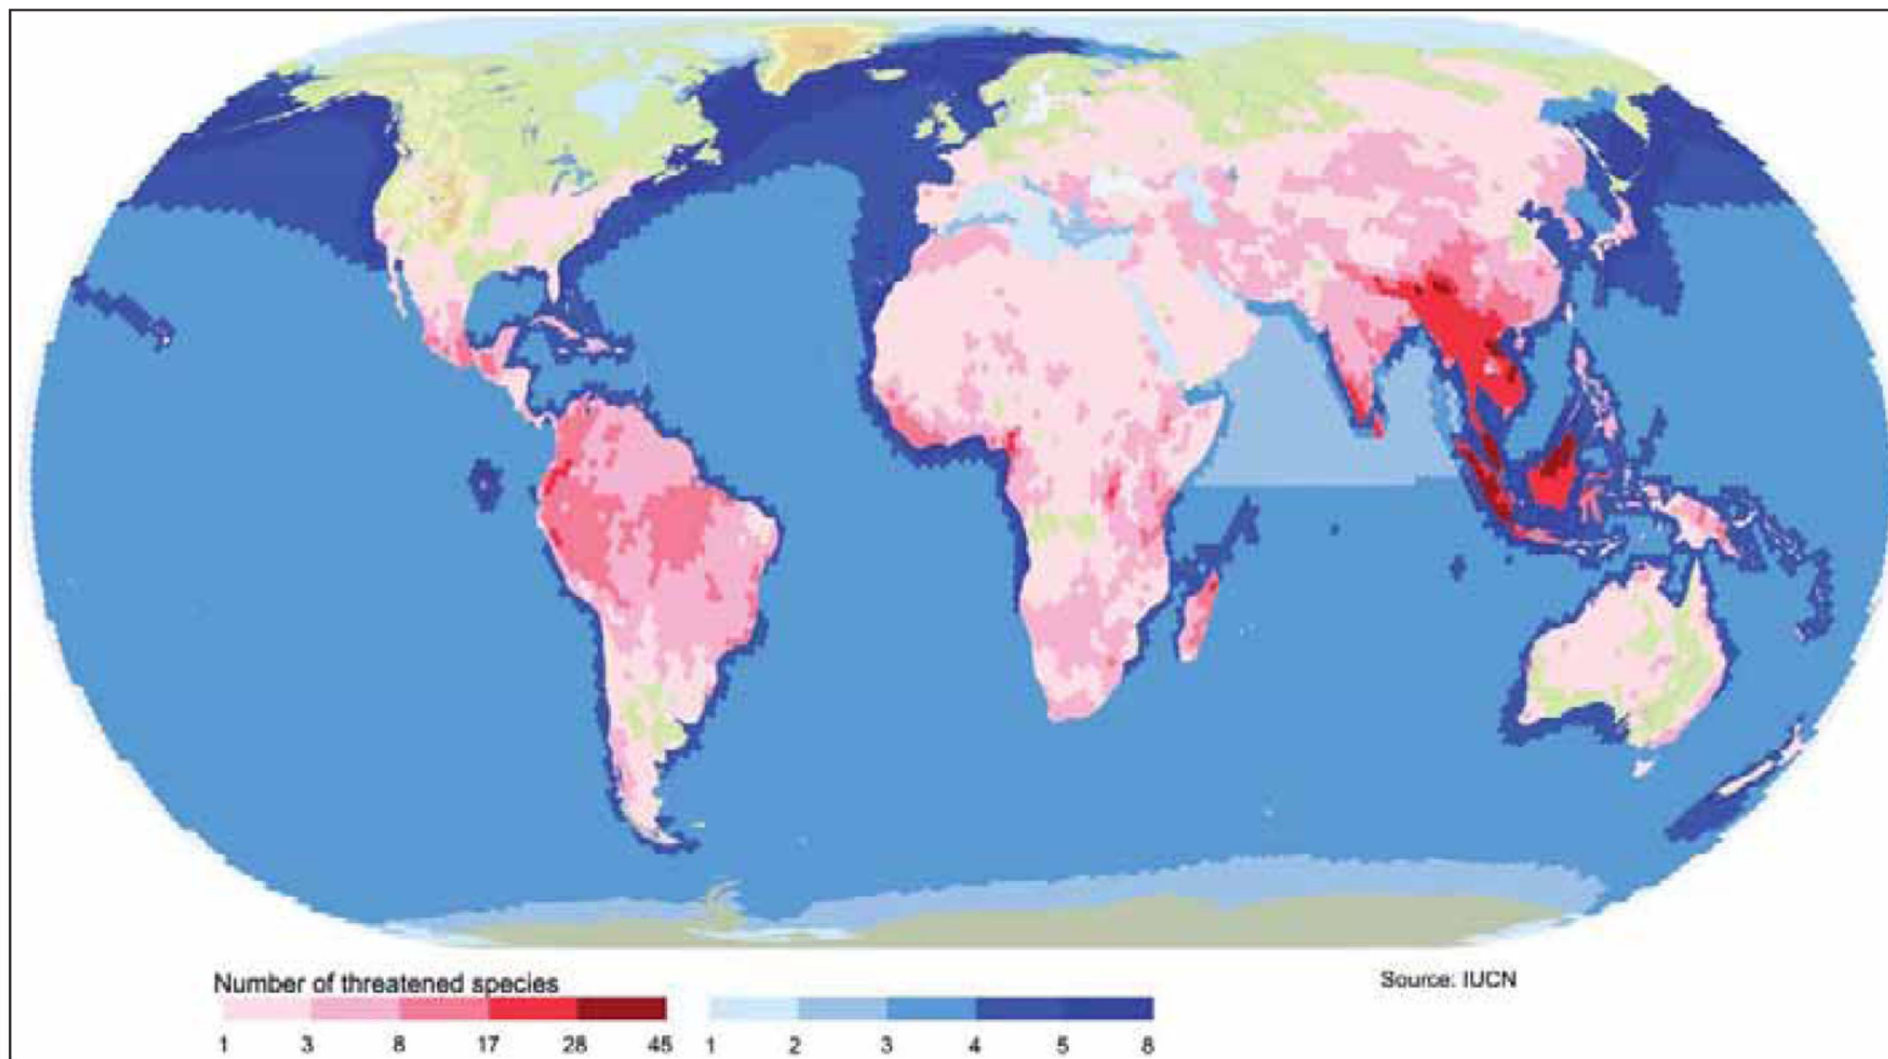 Number of threatened species
Source: IUCN
1 3 8 17 28 45
1 2 3 4 5 8